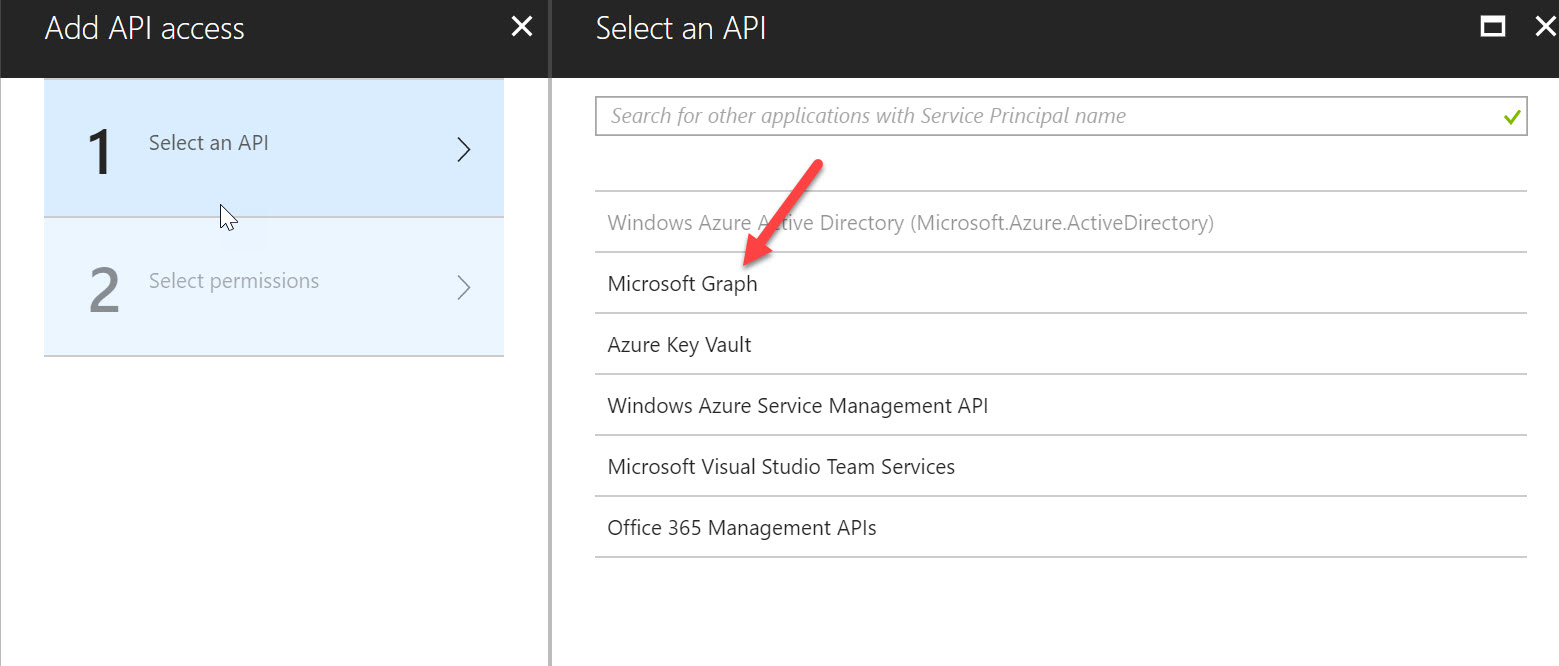 Add API access
Select an API
1
Select an API
2
Select permissions
Search for other applications with Service Principal name
Windows Azure Active Directory (Microsoft.Azure.ActiveDirectory)
Microsoft Graph
Azure Key Vault
Windows Azure Service Management API
Microsoft Visual Studio Team Services
Office 365 Management APIs